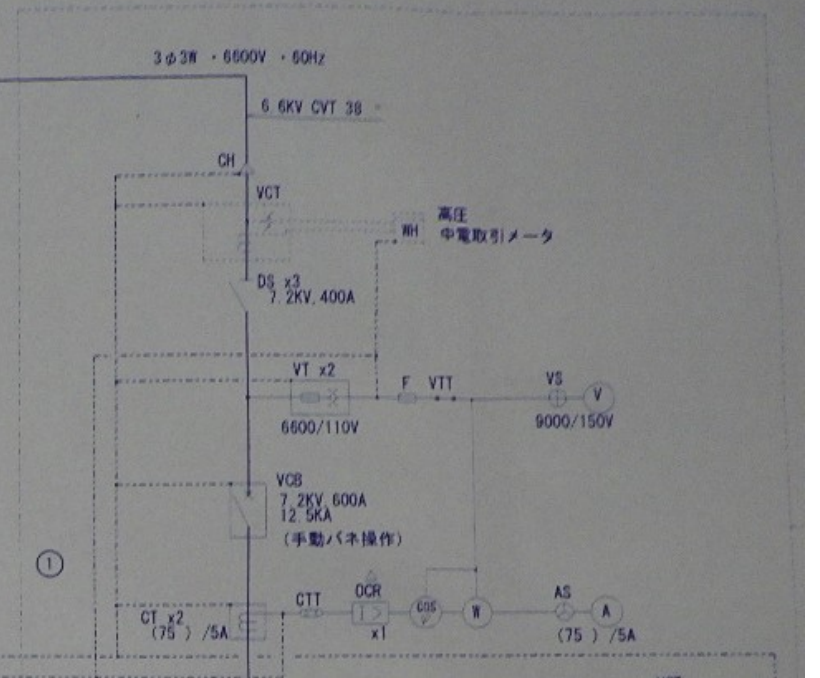 3φ3W ・6600V ・60Hz
6.6KV CVT 38
CH
VCT
WH
高圧
中電取引メータ
DS x3
7.2KV,400A
VT x2
F
VTT
VS
V
6600/110V
9000/150V
VCB
7.2KV,600A
12.5KA
(手動バネ操作)
1
CTT
OCR
AS
CT x2
(75 ) /5A
I >
COS
W
A
x1
(75 ) /5A